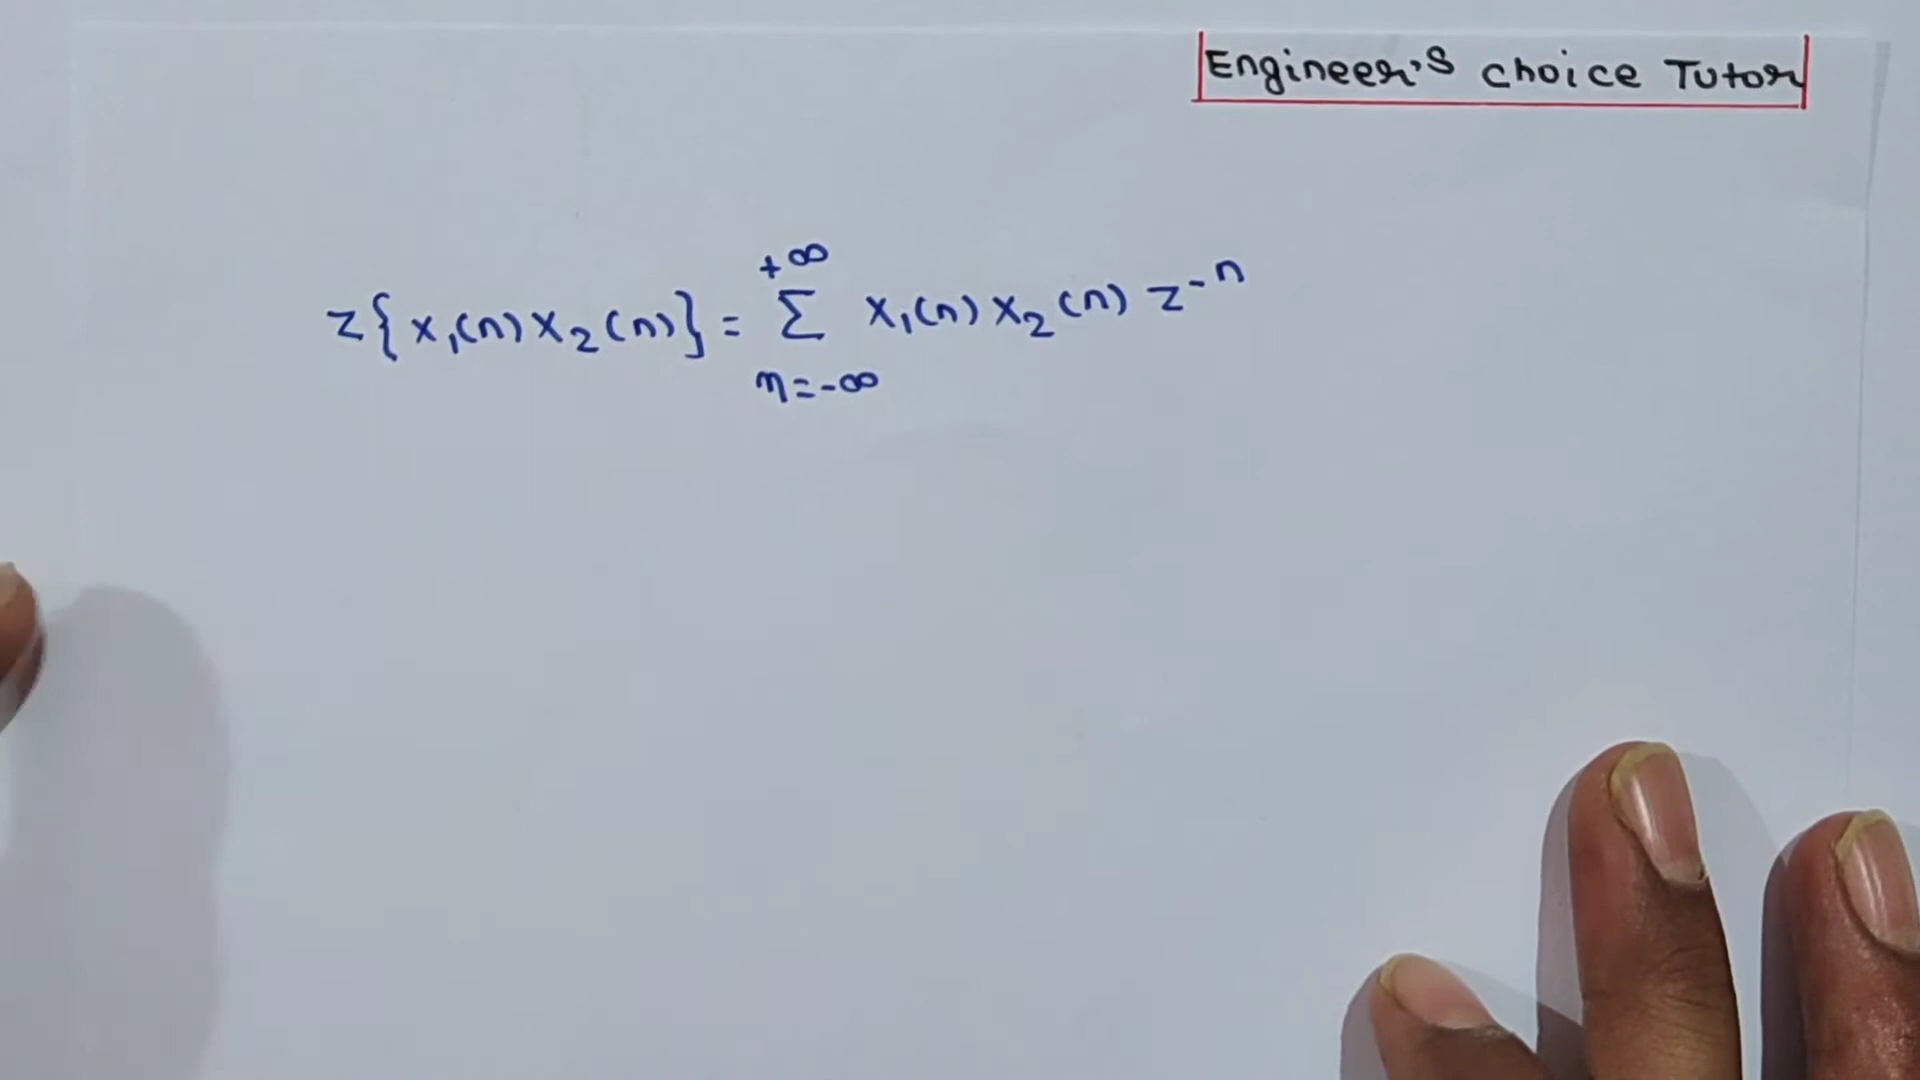 Engineer's choice Tutor
+∞
z{x₁(n)x₂(n)} = Σ x₁(n) x₂(n) z⁻ⁿ
n=-∞